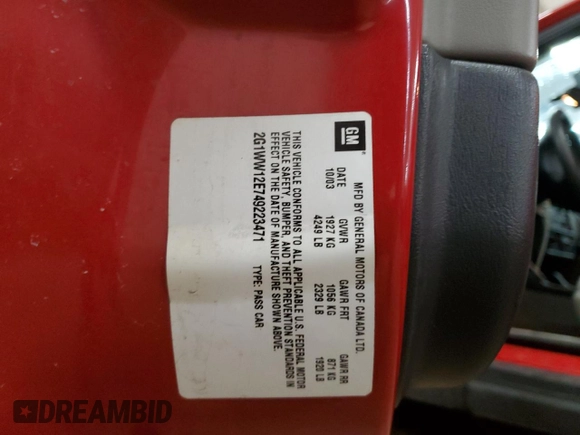 GM
MFD BY GENERAL MOTORS OF CANADA LTD.
DATE GVWR GAWR FRT GAWR RR
10/03 1927 KG 1056 KG 871 KG
4249 LB 2329 LB 1920 LB
THIS VEHICLE CONFORMS TO ALL APPLICABLE U.S. FEDERAL MOTOR
VEHICLE SAFETY, BUMPER, AND THEFT PREVENTION STANDARDS IN
EFFECT ON THE DATE OF MANUFACTURE SHOWN ABOVE.
2G1WW12E749223471 TYPE: PASS CAR
DREAMBID